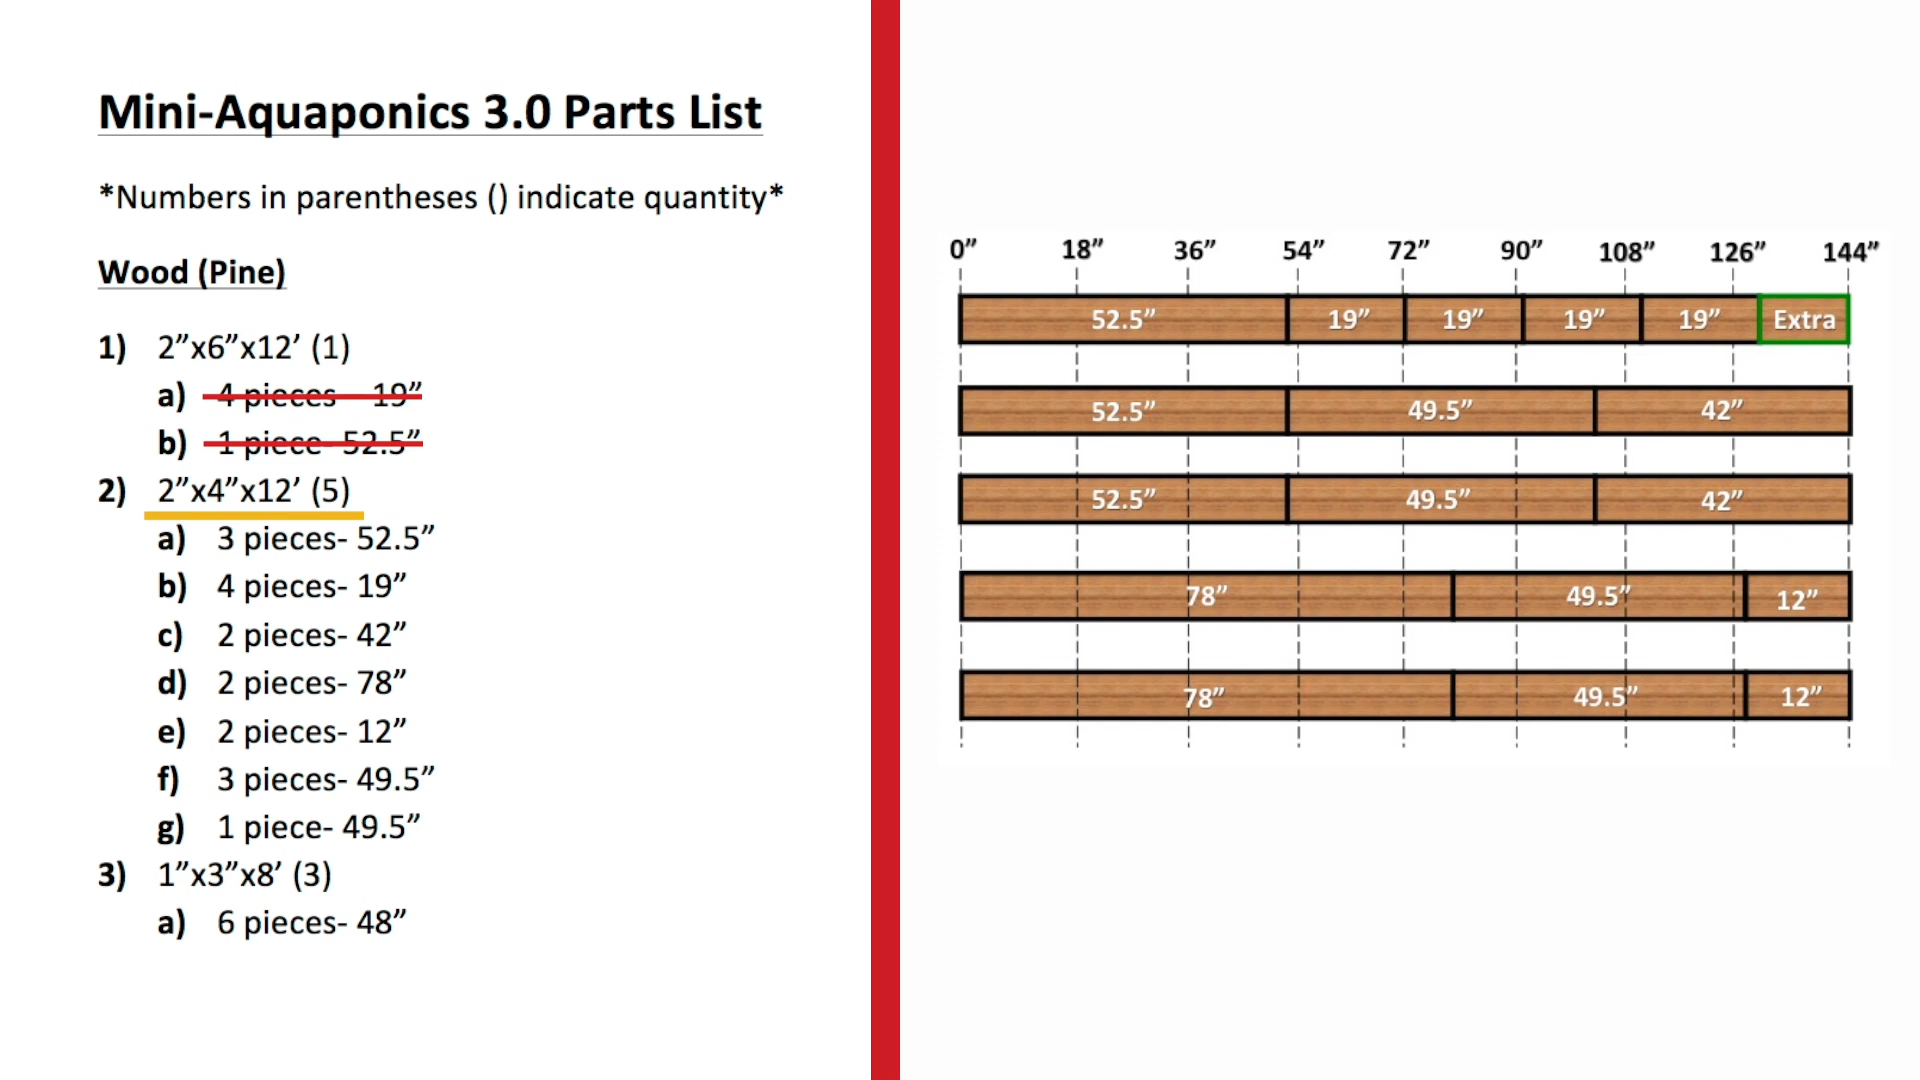 Mini-Aquaponics 3.0 Parts List
*Numbers in parentheses () indicate quantity*
Wood (Pine)
1) 2”x6”x12’ (1)
a) 4 pieces – 19”
b) 1 piece- 52.5”
2) 2”x4”x12’ (5)
a) 3 pieces- 52.5”
b) 4 pieces- 19”
c) 2 pieces- 42”
d) 2 pieces- 78”
e) 2 pieces- 12”
f) 3 pieces- 49.5”
g) 1 piece- 49.5”
3) 1”x3”x8’ (3)
a) 6 pieces- 48”
0” 18” 36” 54” 72” 90” 108” 126” 144”
52.5” 19” 19” 19” 19” Extra
52.5” 49.5” 42”
52.5” 49.5” 42”
78” 49.5” 12”
78” 49.5” 12”